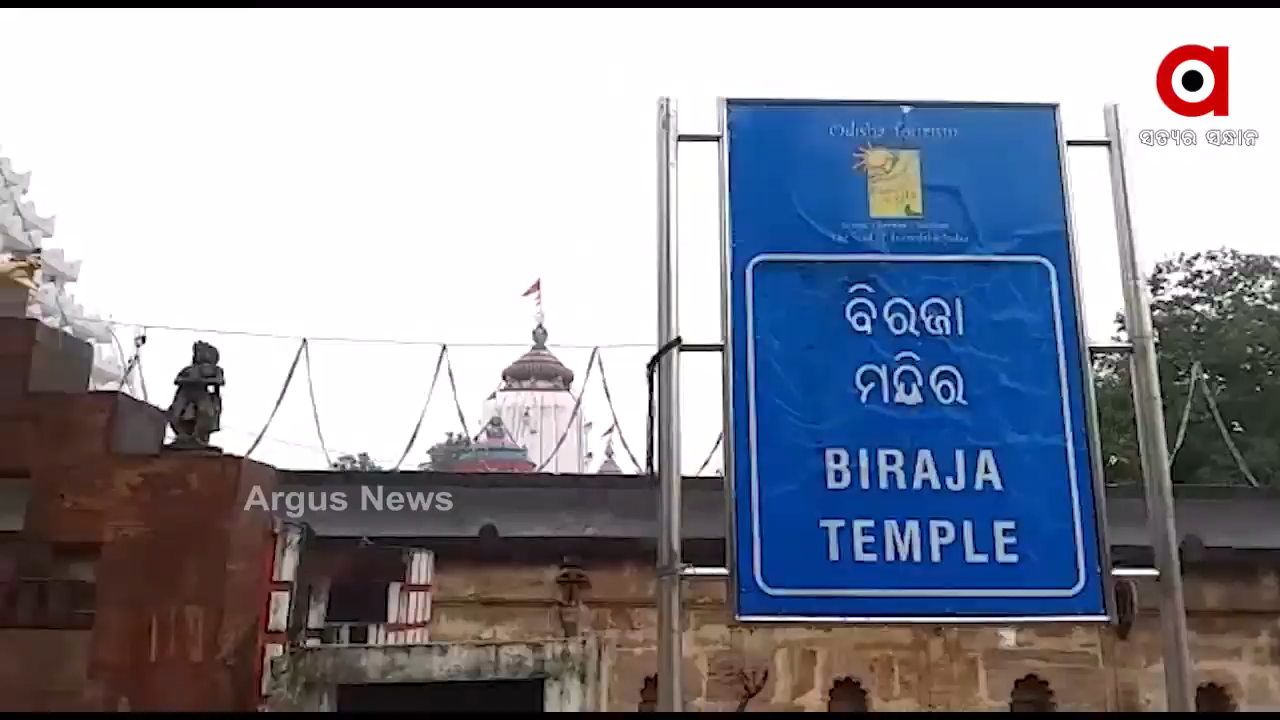 ସତ୍ୟର ସନ୍ଧାନ
Odisha Tourism
ବିରଜା
ମନ୍ଦିର
BIRAJA
TEMPLE
Argus News